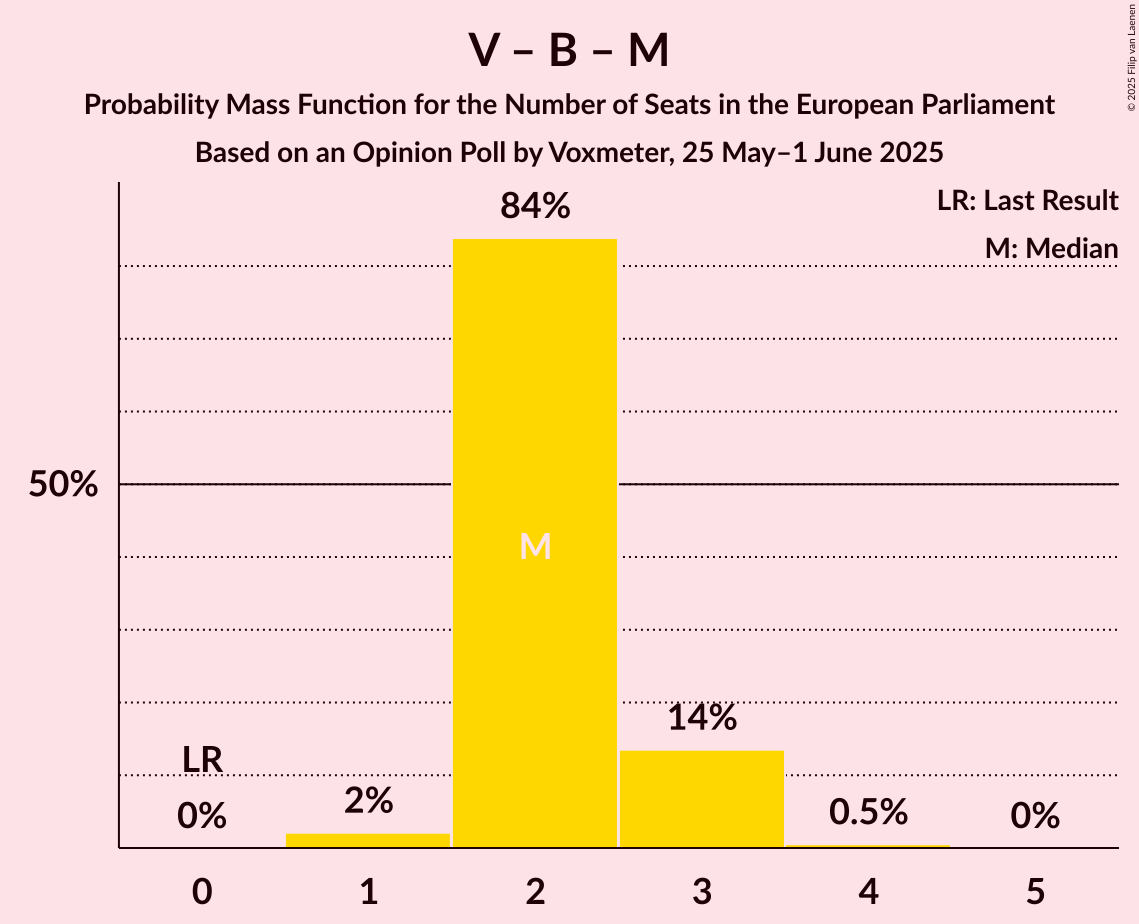 V – B – M
Probability Mass Function for the Number of Seats in the European Parliament
Based on an Opinion Poll by Voxmeter, 25 May–1 June 2025
© 2025 Filip van Laenen
LR: Last Result
M: Median
84%
50%
M
14%
LR
2%
0.5%
0%
0%
0 1 2 3 4 5